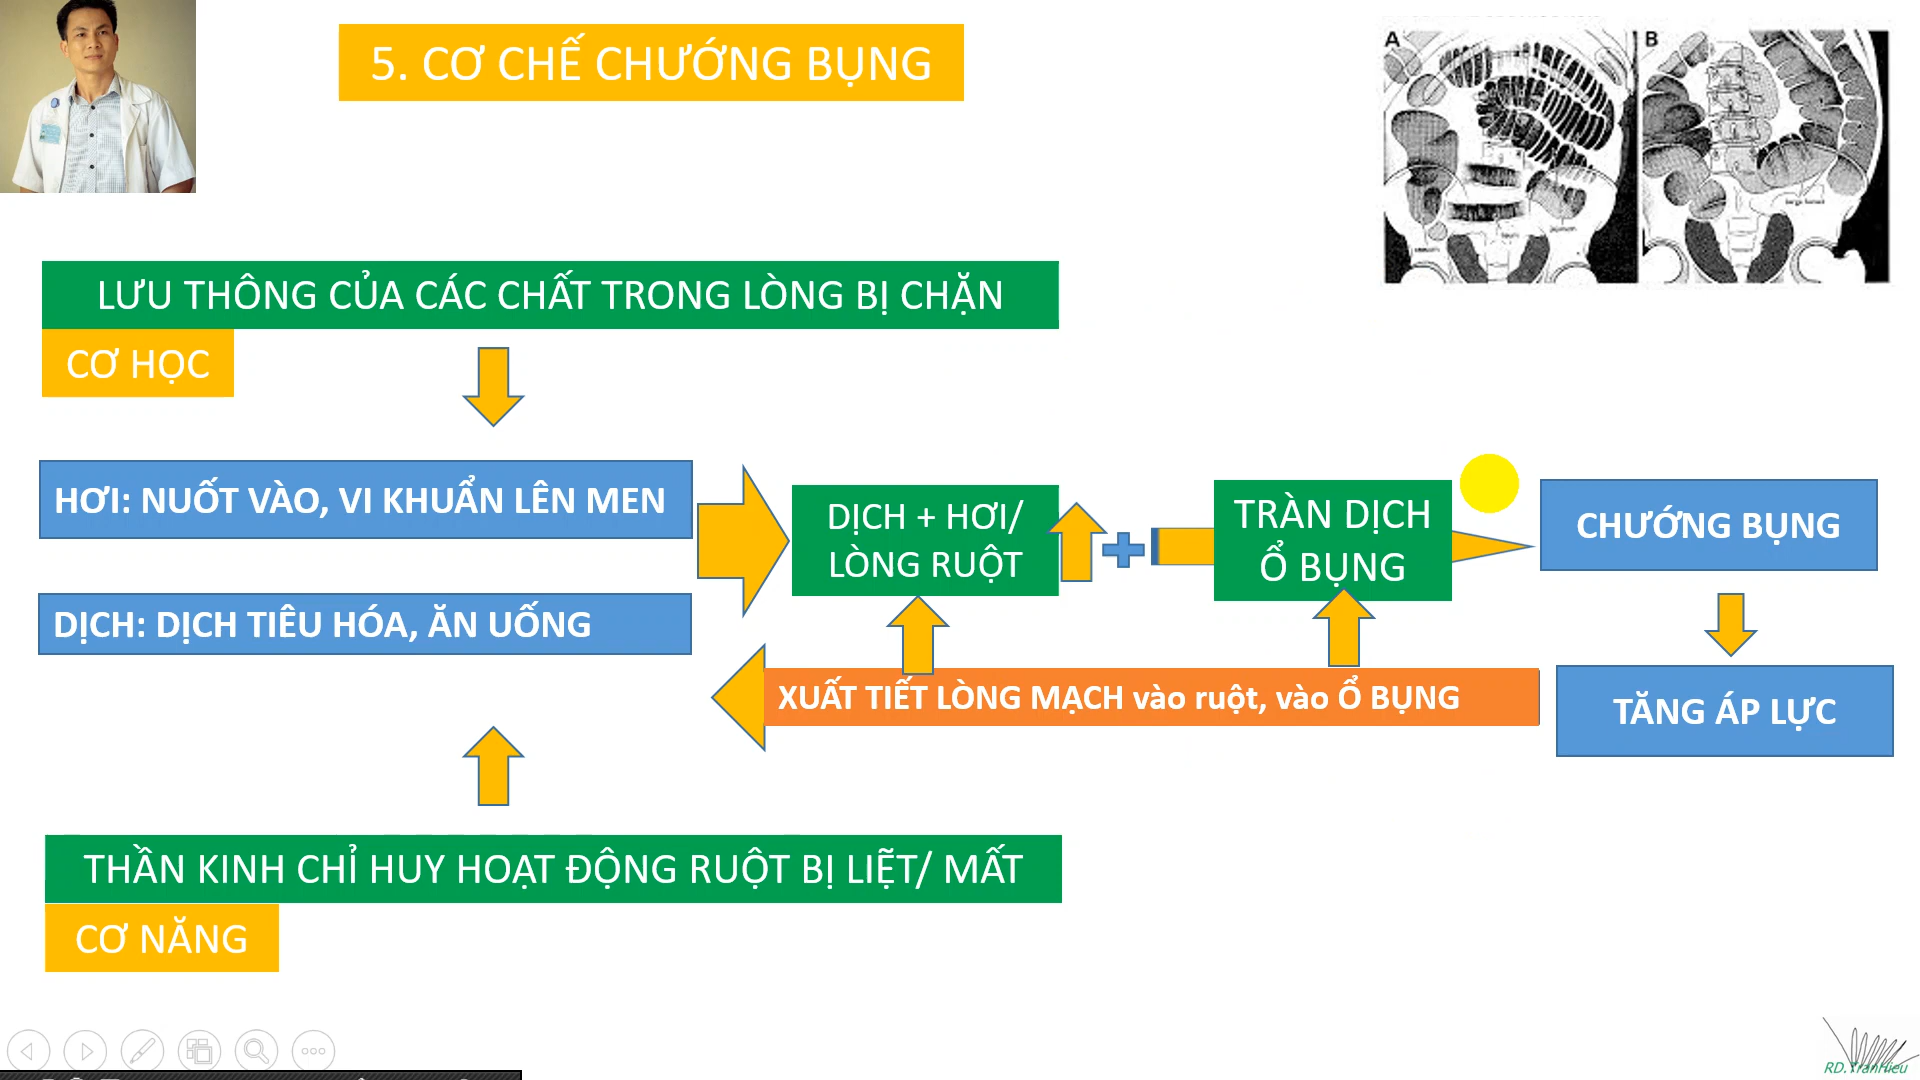 5. CƠ CHẾ CHƯỚNG BỤNG
A
B
LƯU THÔNG CỦA CÁC CHẤT TRONG LÒNG BỊ CHẶN
CƠ HỌC
HƠI: NUỐT VÀO, VI KHUẨN LÊN MEN
DỊCH: DỊCH TIÊU HÓA, ĂN UỐNG
DỊCH + HƠI/
LÒNG RUỘT
TRÀN DỊCH
Ổ BỤNG
CHƯỚNG BỤNG
XUẤT TIẾT LÒNG MẠCH vào ruột, vào Ổ BỤNG
TĂNG ÁP LỰC
THẦN KINH CHỈ HUY HOẠT ĐỘNG RUỘT BỊ LIỆT/ MẤT
CƠ NĂNG
RD.TranHieu